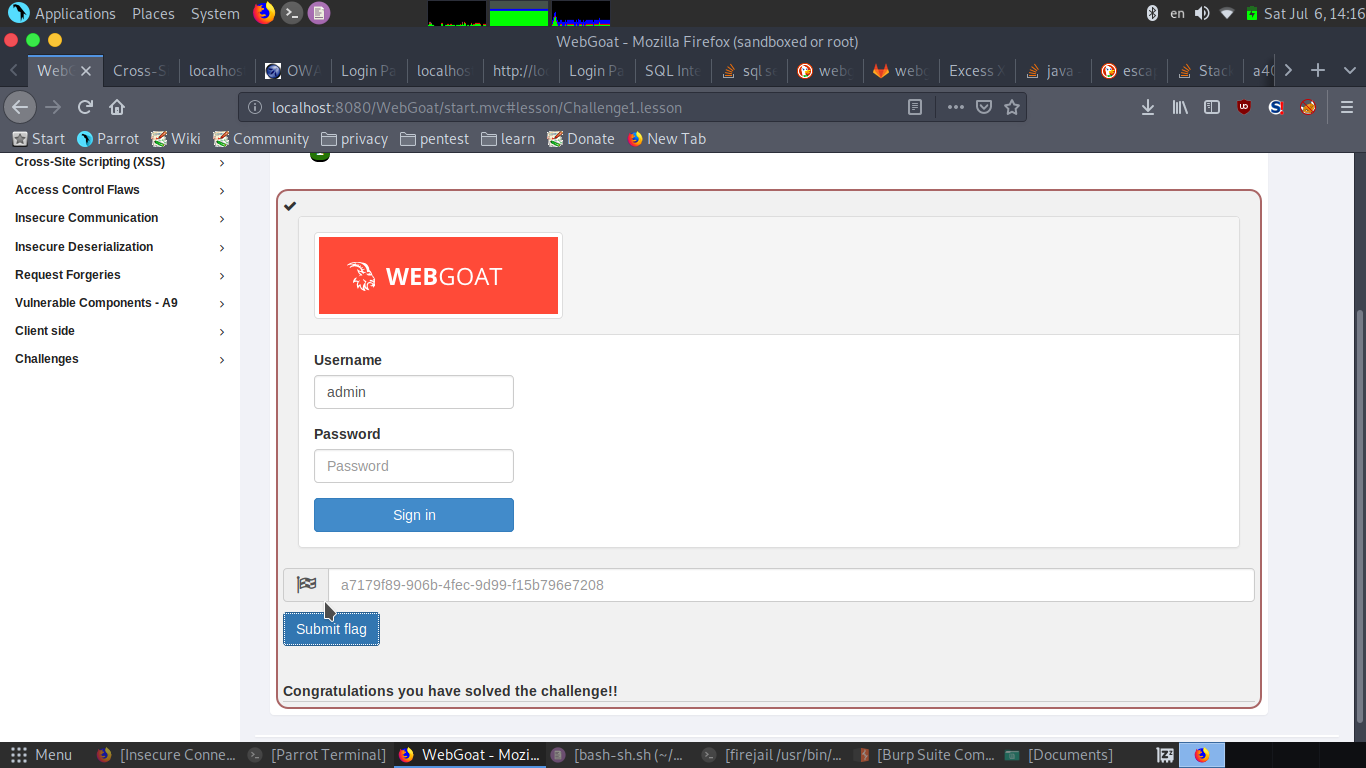 Applications Places System en Sat Jul 6, 14:16
WebGoat - Mozilla Firefox (sandboxed or root)
WebG Cross-S localhos OWA Login Pa localhos http://lo Login Pa SQL Inte sql se webg webg Excess X java escap Stac a40
localhost:8080/WebGoat/start.mvc#lesson/Challenge1.lesson
Start Parrot Wiki Community privacy pentest learn Donate New Tab
Cross-Site Scripting (XSS)
Access Control Flaws
Insecure Communication
Insecure Deserialization
Request Forgeries
Vulnerable Components - A9
Client side
Challenges
WEBGOAT
Username
admin
Password
Password
Sign in
a7179f89-906b-4fec-9d99-f15b796e7208
Submit flag
Congratulations you have solved the challenge!!
Menu [Insecure Conne... [Parrot Terminal] WebGoat - Mozi... [bash-sh.sh (~/... [firejail /usr/bin/... [Burp Suite Com... [Documents]